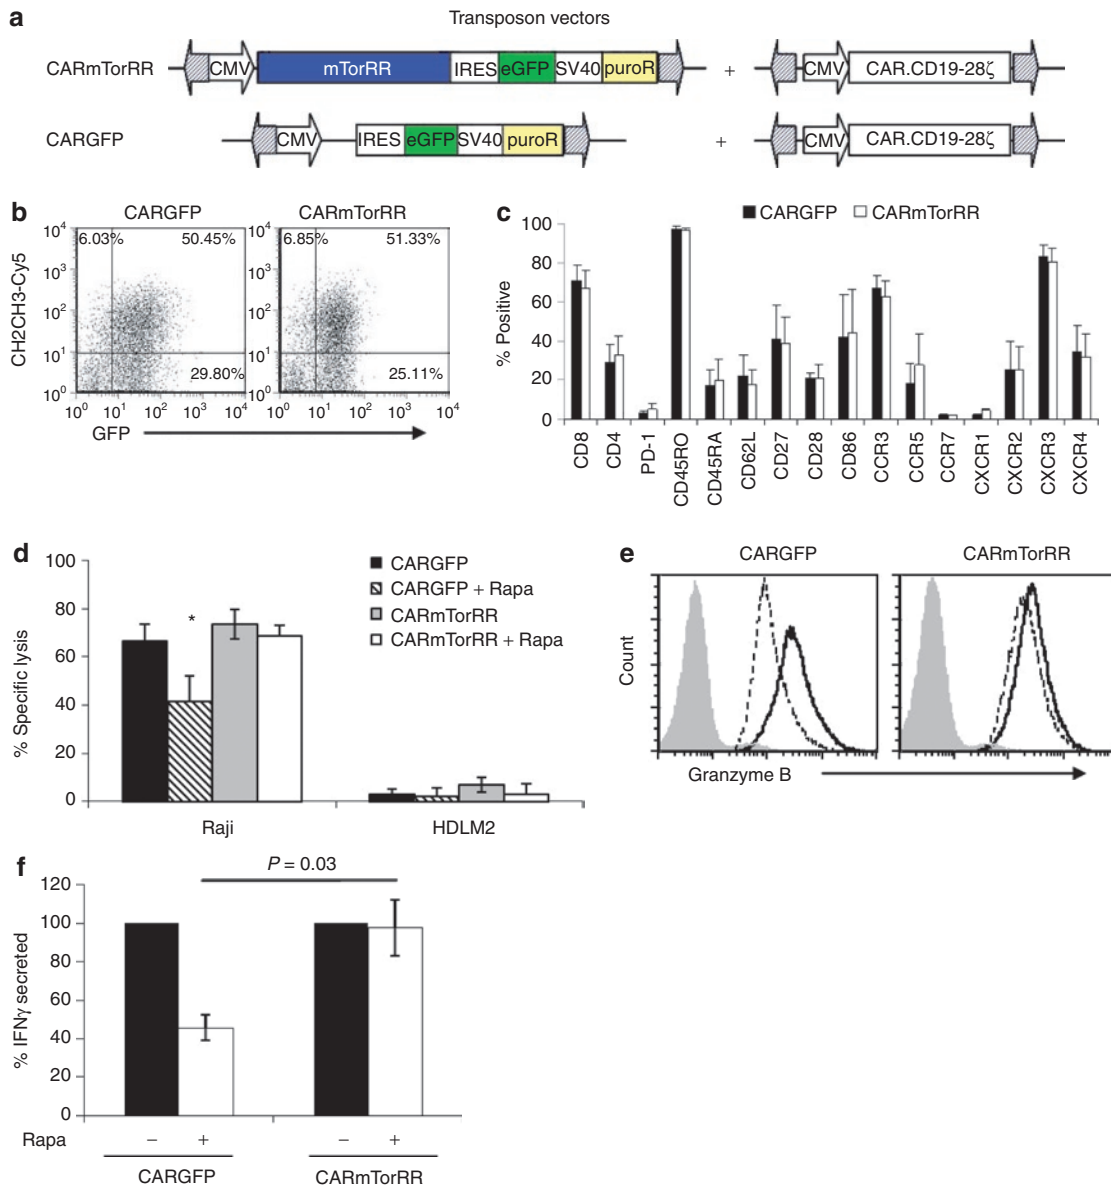 a
Transposon vectors
CARmTorRR
CMV
mTorRR
IRES
eGFP
SV40
puroR
+
CMV
CAR.CD19-28ζ
CARGFP
CMV
IRES
eGFP
SV40
puroR
+
CMV
CAR.CD19-28ζ
b
CARGFP
CARmTorRR
CH2CH3-Cy5
10⁴
10³
10²
10¹
10⁰
6.03%
50.45%
29.80%
10⁰ 10¹ 10² 10³ 10⁴
10⁴
10³
10²
10¹
10⁰
6.85%
51.33%
25.11%
10⁰ 10¹ 10² 10³ 10⁴
GFP
c
CARGFP
CARmTorRR
% Positive
100
80
60
40
20
0
CD8
CD4
PD-1
CD45RO
CD45RA
CD62L
CD27
CD28
CD86
CCR3
CCR5
CCR7
CXCR1
CXCR2
CXCR3
CXCR4
d
% Specific lysis
100
80
60
40
20
0
*
CARGFP
CARGFP + Rapa
CARmTorRR
CARmTorRR + Rapa
Raji
HDLM2
e
CARGFP
CARmTorRR
Count
Granzyme B
f
P = 0.03
% IFNγ secreted
120
100
80
60
40
20
0
Rapa − + − +
CARGFP
CARmTorRR